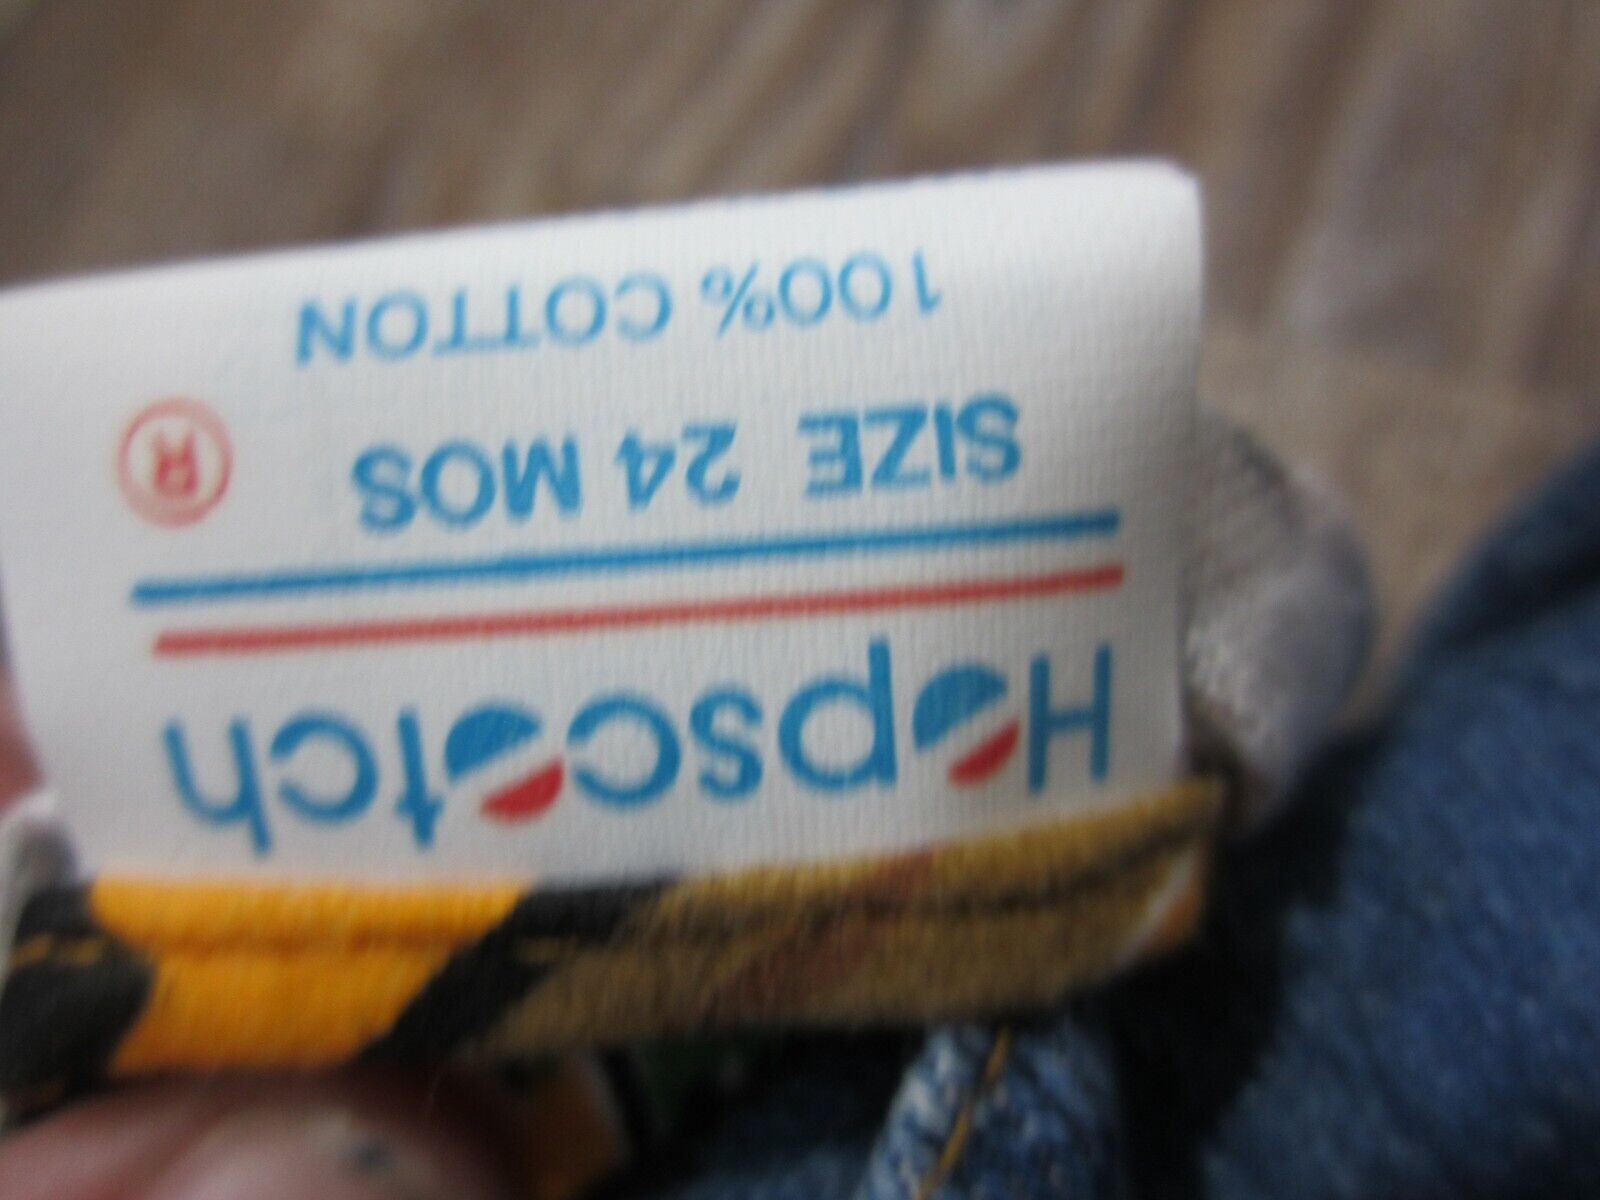 Hopscotch
SIZE 24 MOS ®
100% COTTON